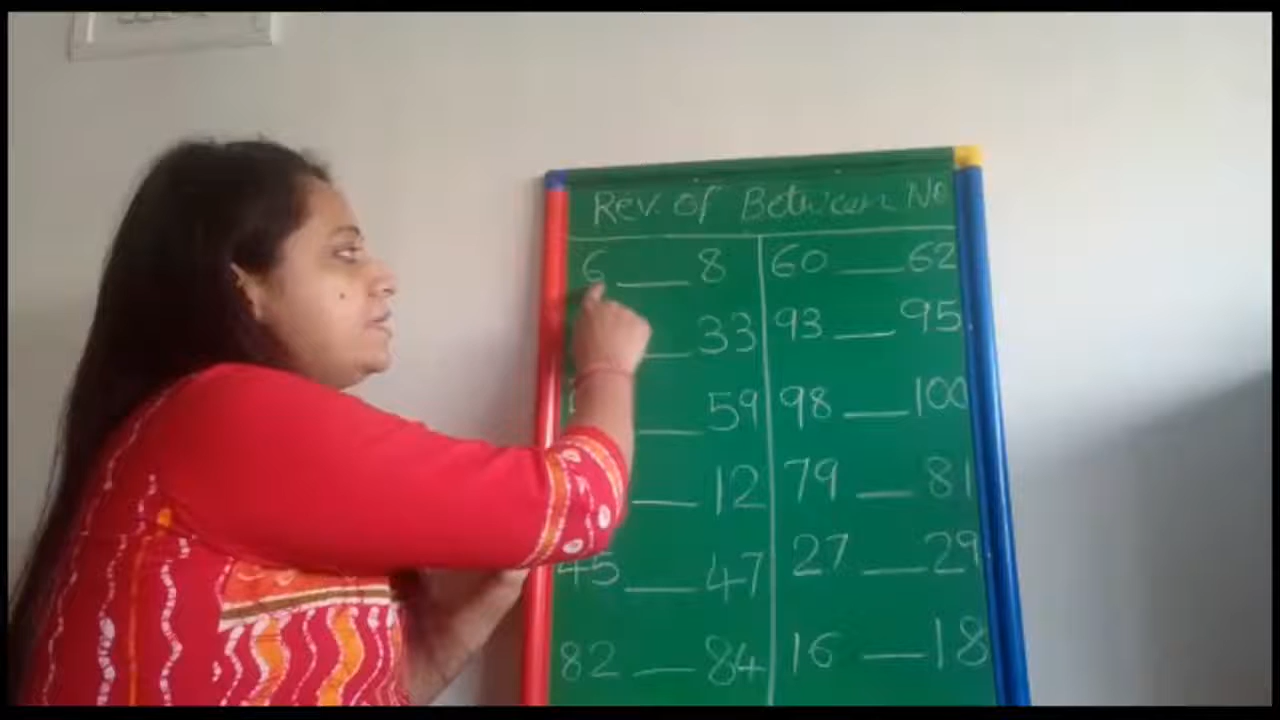 Rev. of Between No
6 ___ 8
___ 33
___ 59
___ 12
45 ___ 47
82 ___ 84
60 ___ 62
93 ___ 95
98 ___ 100
79 ___ 81
27 ___ 29
16 ___ 18